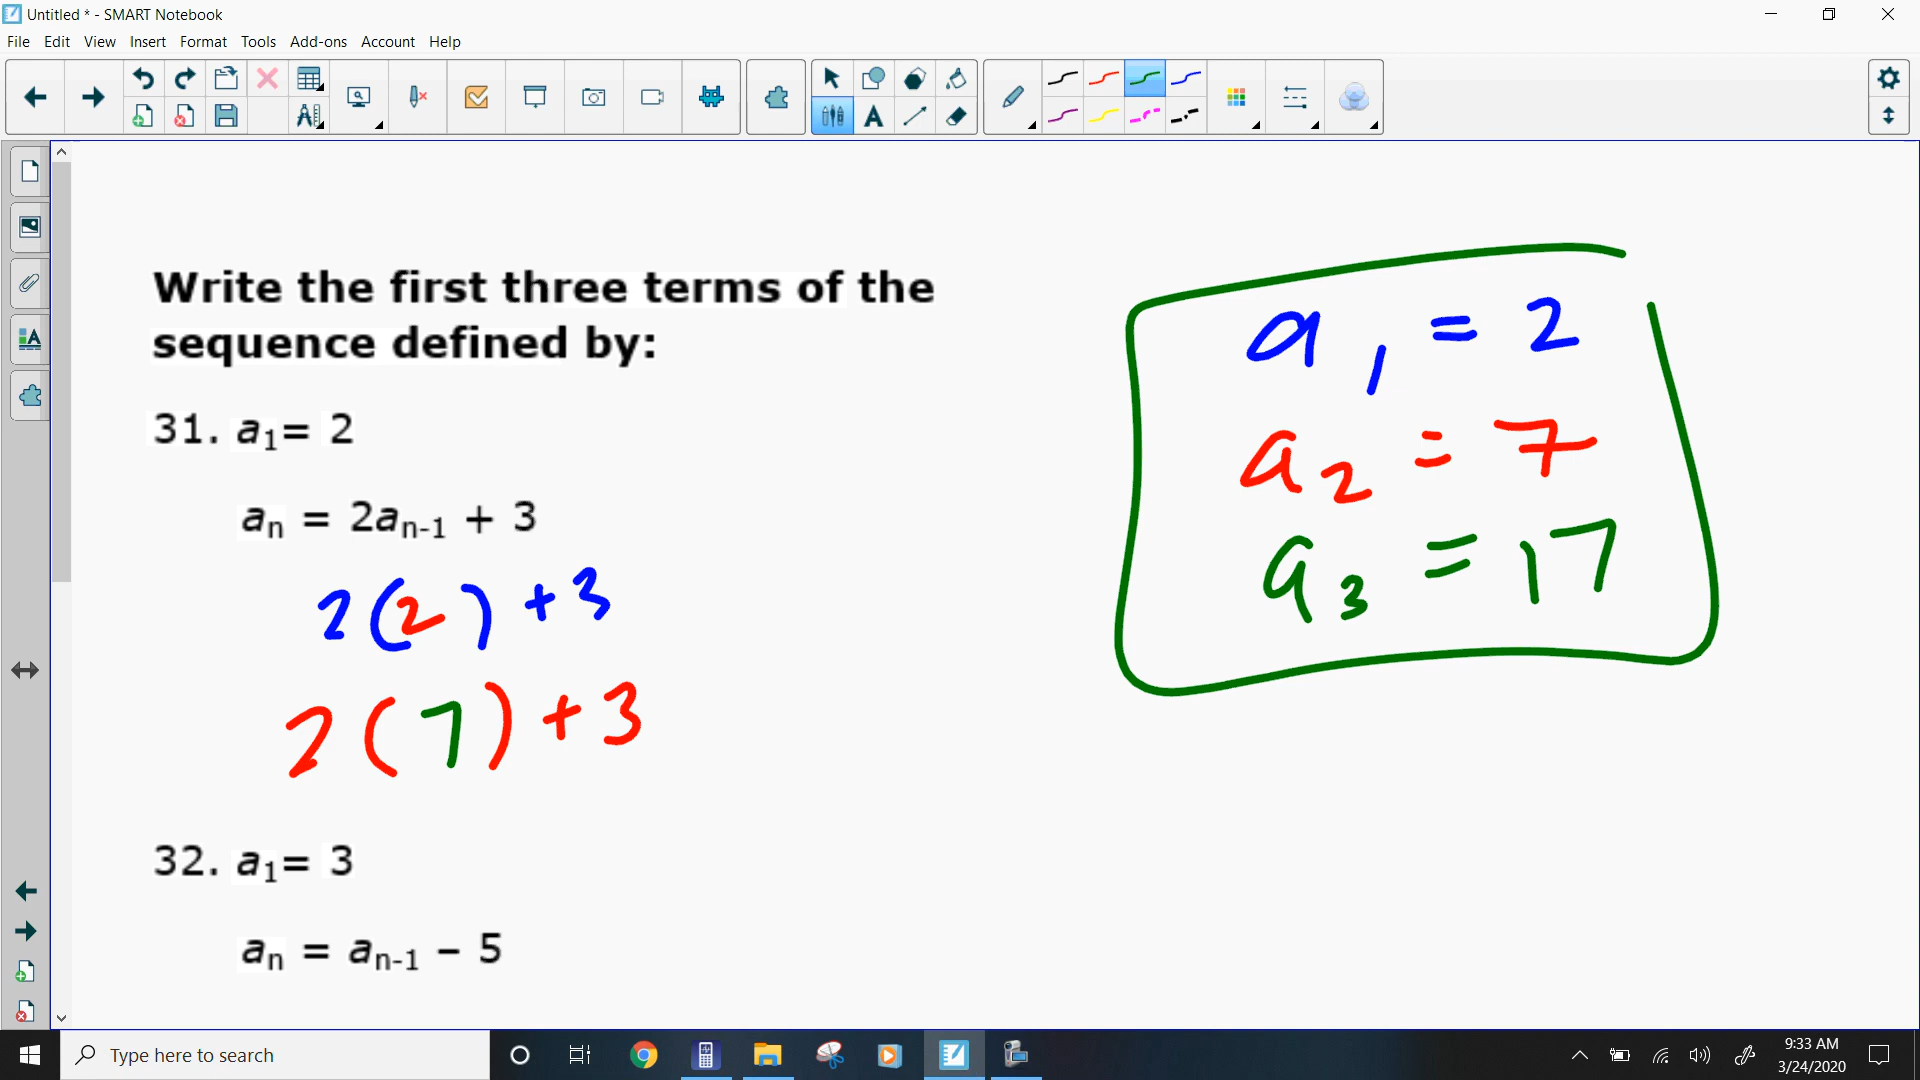 Untitled * - SMART Notebook
File Edit View Insert Format Tools Add-ons Account Help
Write the first three terms of the
sequence defined by:
31. a₁= 2
aₙ = 2aₙ₋₁ + 3
2(2)+3
2(7)+3
32. a₁= 3
aₙ = aₙ₋₁ – 5
a₁ = 2
a₂ = 7
a₃ = 17
Type here to search
9:33 AM
3/24/2020